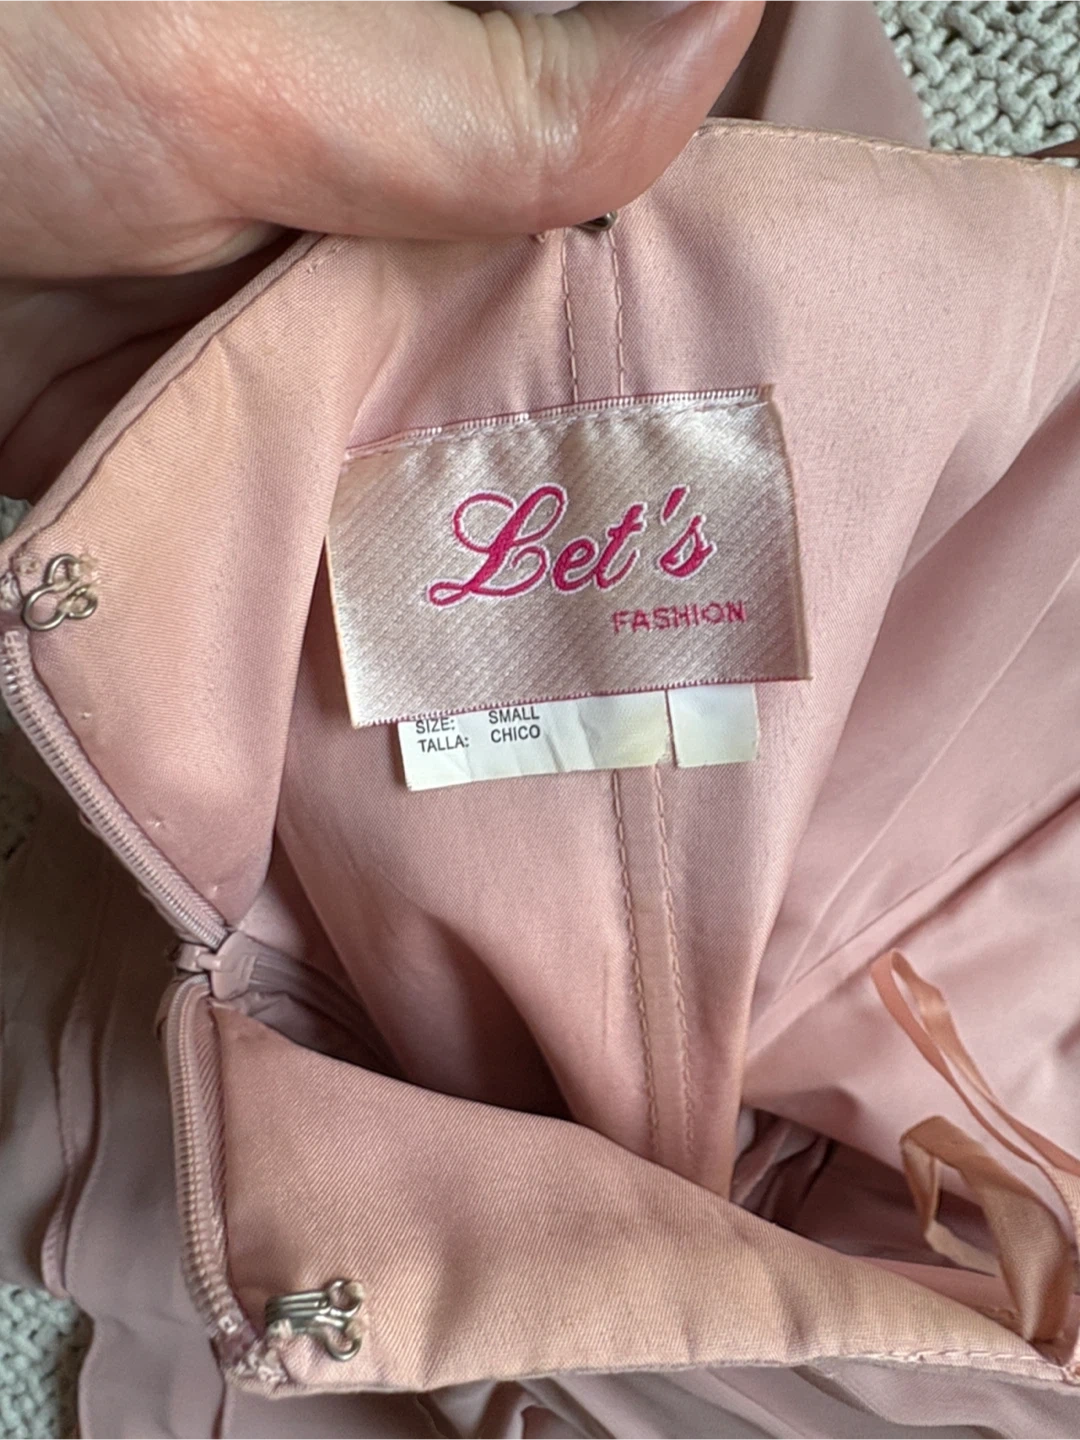 Let's
FASHION
SIZE: SMALL
TALLA: CHICO